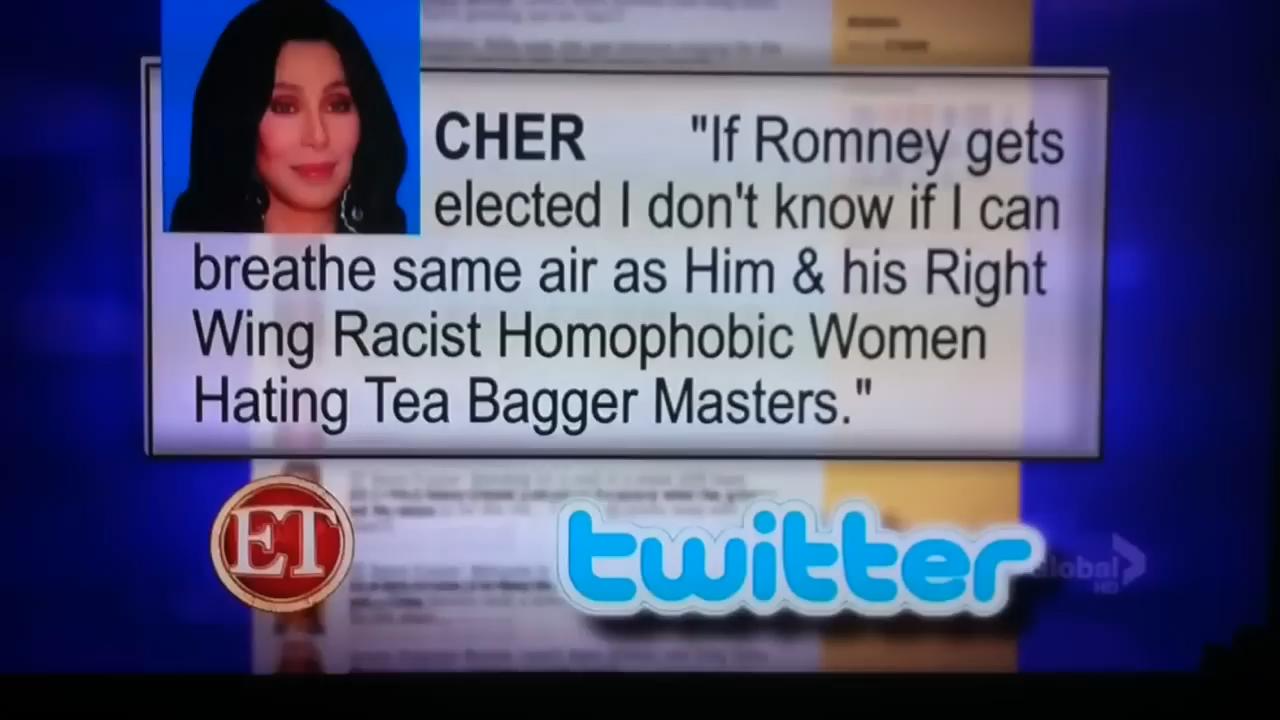 CHER "If Romney gets
elected I don't know if I can
breathe same air as Him & his Right
Wing Racist Homophobic Women
Hating Tea Bagger Masters."
ET
twitter
Global
HD